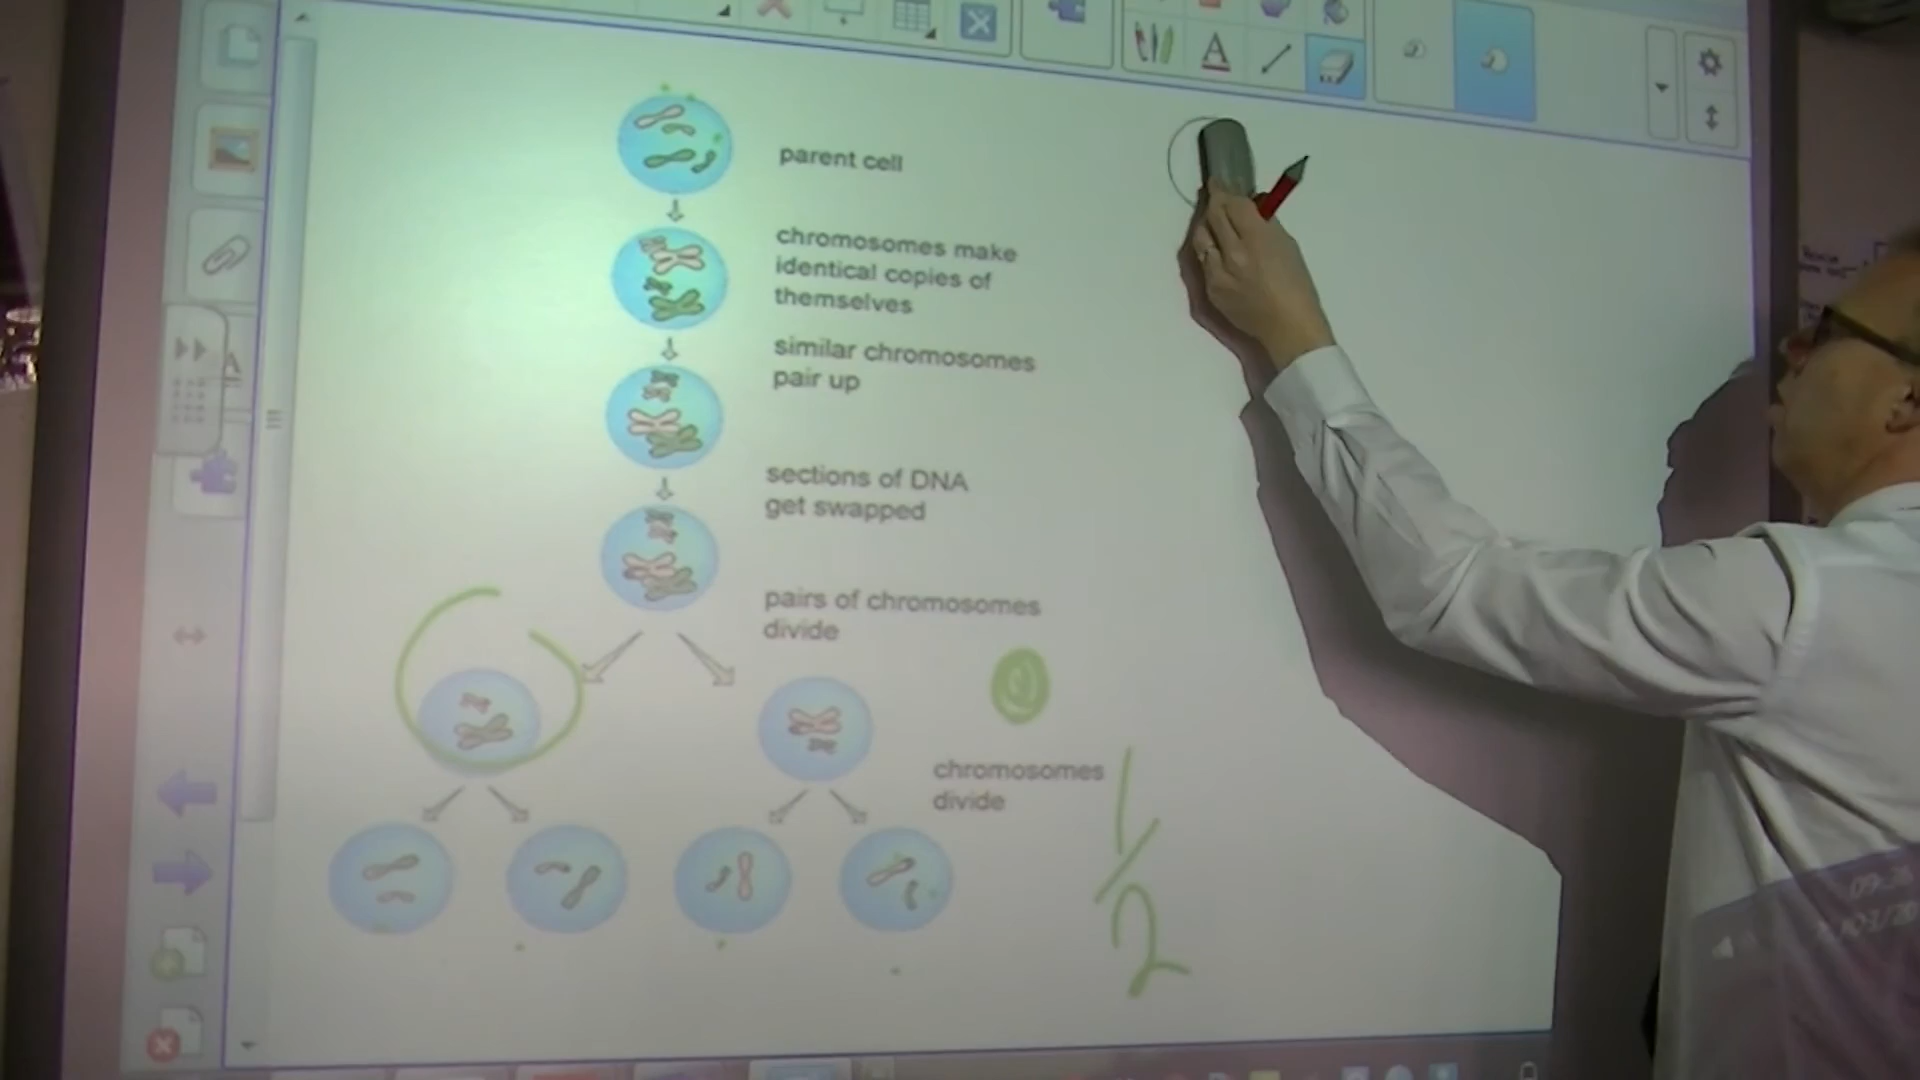 parent cell
chromosomes make
identical copies of
themselves
similar chromosomes
pair up
sections of DNA
get swapped
pairs of chromosomes
divide
chromosomes
divide
1/2